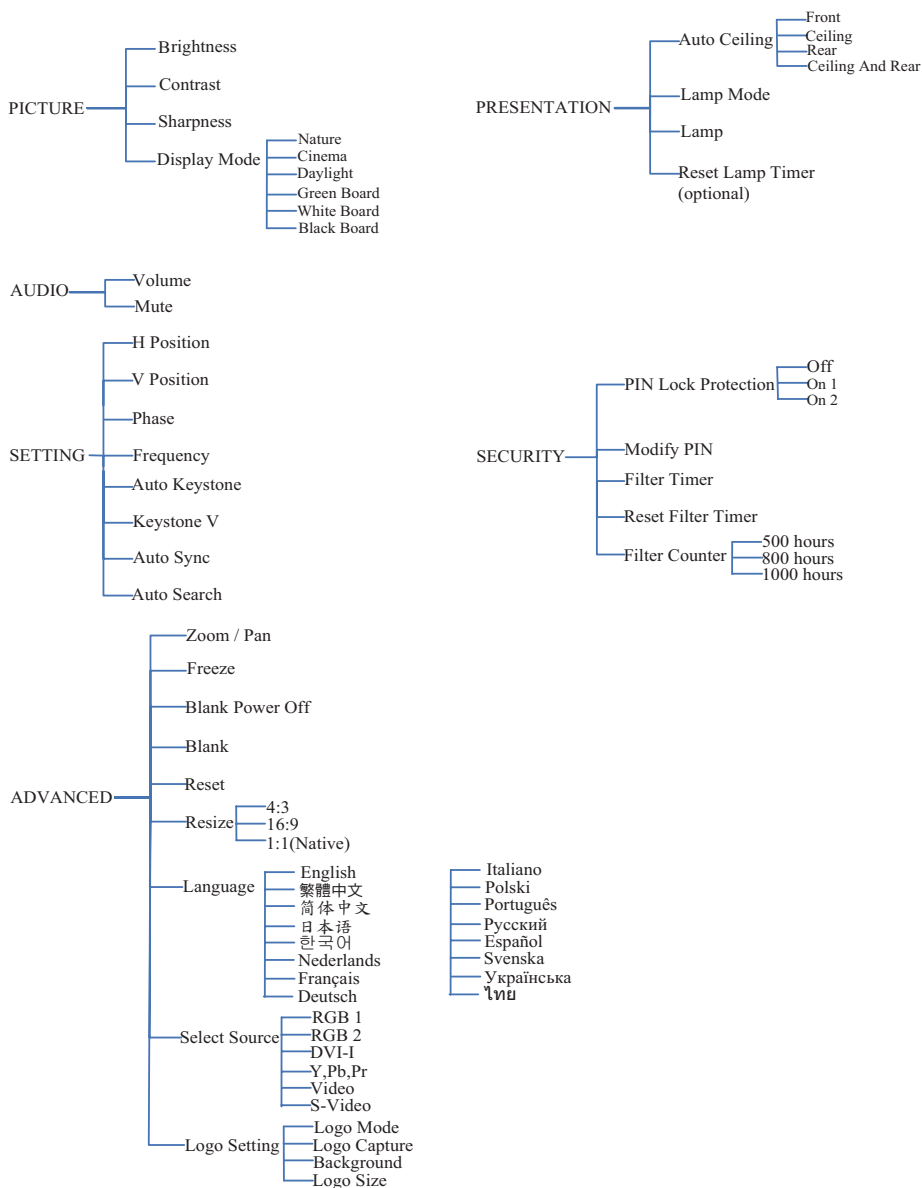 PICTURE
Brightness
Contrast
Sharpness
Display Mode
Nature
Cinema
Daylight
Green Board
White Board
Black Board
PRESENTATION
Auto Ceiling
Front
Ceiling
Rear
Ceiling And Rear
Lamp Mode
Lamp
Reset Lamp Timer
(optional)
AUDIO
Volume
Mute
SETTING
H Position
V Position
Phase
Frequency
Auto Keystone
Keystone V
Auto Sync
Auto Search
SECURITY
PIN Lock Protection
Off
On 1
On 2
Modify PIN
Filter Timer
Reset Filter Timer
Filter Counter
500 hours
800 hours
1000 hours
ADVANCED
Zoom / Pan
Freeze
Blank Power Off
Blank
Reset
Resize
4:3
16:9
1:1(Native)
Language
English
繁體中文
简体中文
日本语
한국어
Nederlands
Français
Deutsch
Italiano
Polski
Português
Русский
Español
Svenska
Українська
ไทย
Select Source
RGB 1
RGB 2
DVI-I
Y,Pb,Pr
Video
S-Video
Logo Setting
Logo Mode
Logo Capture
Background
Logo Size